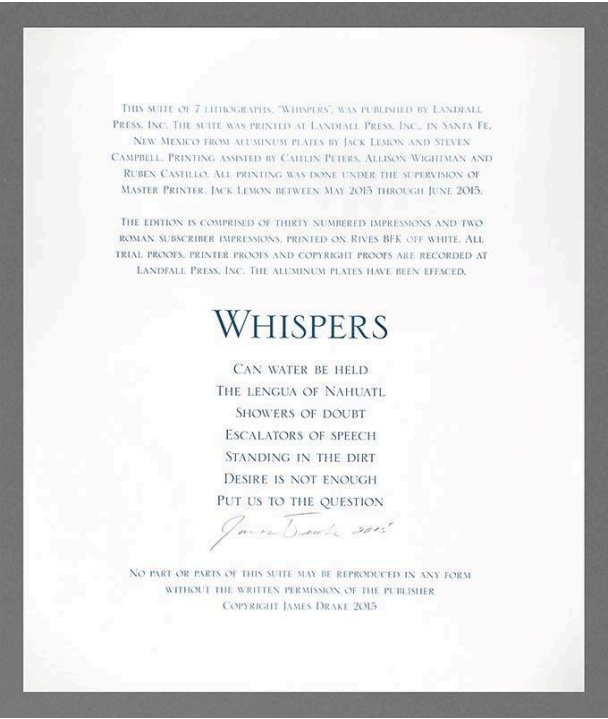 This suite of 7 lithographs, "Whispers", was published by Landfall
Press, Inc. The suite was printed at Landfall Press, Inc., in Santa Fe,
New Mexico from aluminum plates by Jack Lemon and Steven
Campbell. Printing assisted by Caitlin Peters, Allison Wightman and
Ruben Castillo. All printing was done under the supervision of
Master Printer, Jack Lemon between May 2015 through June 2015.
The edition is comprised of thirty numbered impressions and two
roman subscriber impressions, printed on Rives BFK off white. All
trial proofs, printer proofs and copyright proofs are recorded at
Landfall Press, Inc. The aluminum plates have been effaced.
Whispers
Can water be held
The lengua of Nahuatl
Showers of doubt
Escalators of speech
Standing in the dirt
Desire is not enough
Put us to the question
James Drake 2015
No part or parts of this suite may be reproduced in any form
without the written permission of the publisher
Copyright James Drake 2015